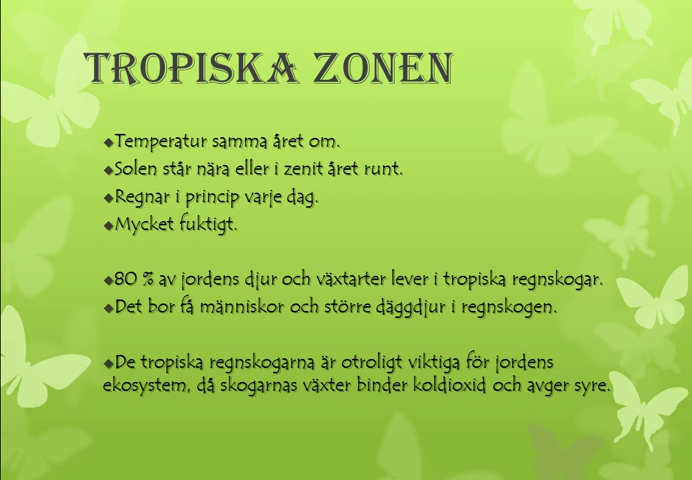 TROPISKA ZONEN
◆Temperatur samma året om.
◆Solen står nära eller i zenit året runt.
◆Regnar i princip varje dag.
◆Mycket fuktigt.
◆80 % av jordens djur och växtarter lever i tropiska regnskogar.
◆Det bor få människor och större däggdjur i regnskogen.
◆De tropiska regnskogarna är otroligt viktiga för jordens
ekosystem, då skogarnas växter binder koldioxid och avger syre.